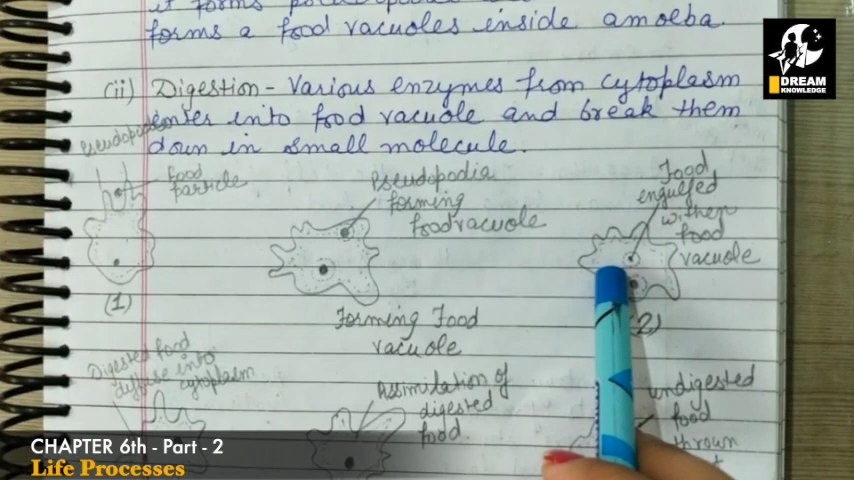 it forms
forms a food vacuoles inside amoeba.
DREAM
KNOWLEDGE
(ii) Digestion - Various enzymes from cytoplasm
enter into food vacuole and break them
down in small molecule.
Pseudopodia
Food
particle
(1)
Pseudopodia
forming
food vacuole
Forming Food
vacuole
Food
engulfed
within
food
vacuole
2)
Digested food
diffuse into
cytoplasm
Assimilation of
digested
food.
undigested
food
thrown
CHAPTER 6th - Part - 2
Life Processes